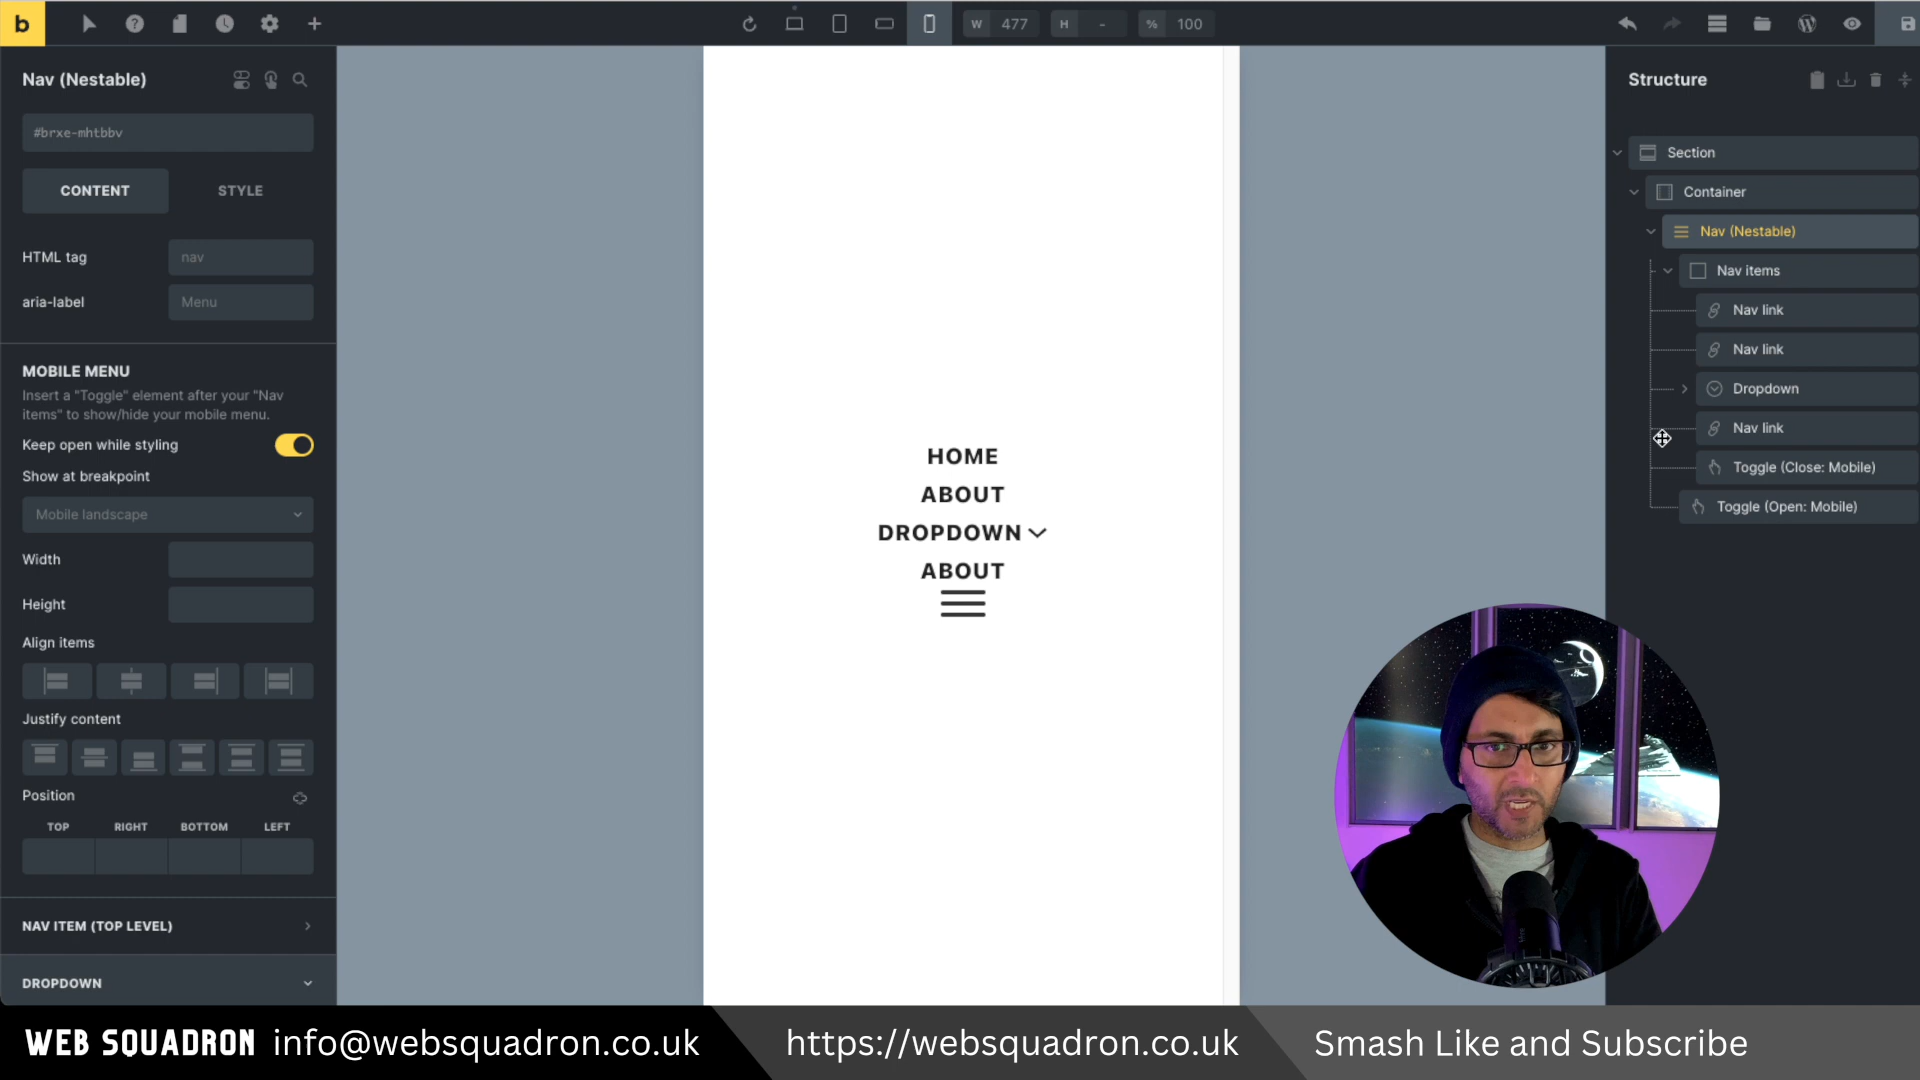 b
W 477
H -
% 100
Nav (Nestable)
#brxe-mhtbbv
CONTENT
STYLE
HTML tag
nav
aria-label
Menu
MOBILE MENU
Insert a "Toggle" element after your "Nav
items" to show/hide your mobile menu.
Keep open while styling
Show at breakpoint
Mobile landscape
Width
Height
Align items
Justify content
Position
TOP
RIGHT
BOTTOM
LEFT
NAV ITEM (TOP LEVEL)
DROPDOWN
HOME
ABOUT
DROPDOWN
ABOUT
Structure
Section
Container
Nav (Nestable)
Nav items
Nav link
Nav link
Dropdown
Nav link
Toggle (Close: Mobile)
Toggle (Open: Mobile)
WEB SQUADRON info@websquadron.co.uk
https://websquadron.co.uk
Smash Like and Subscribe